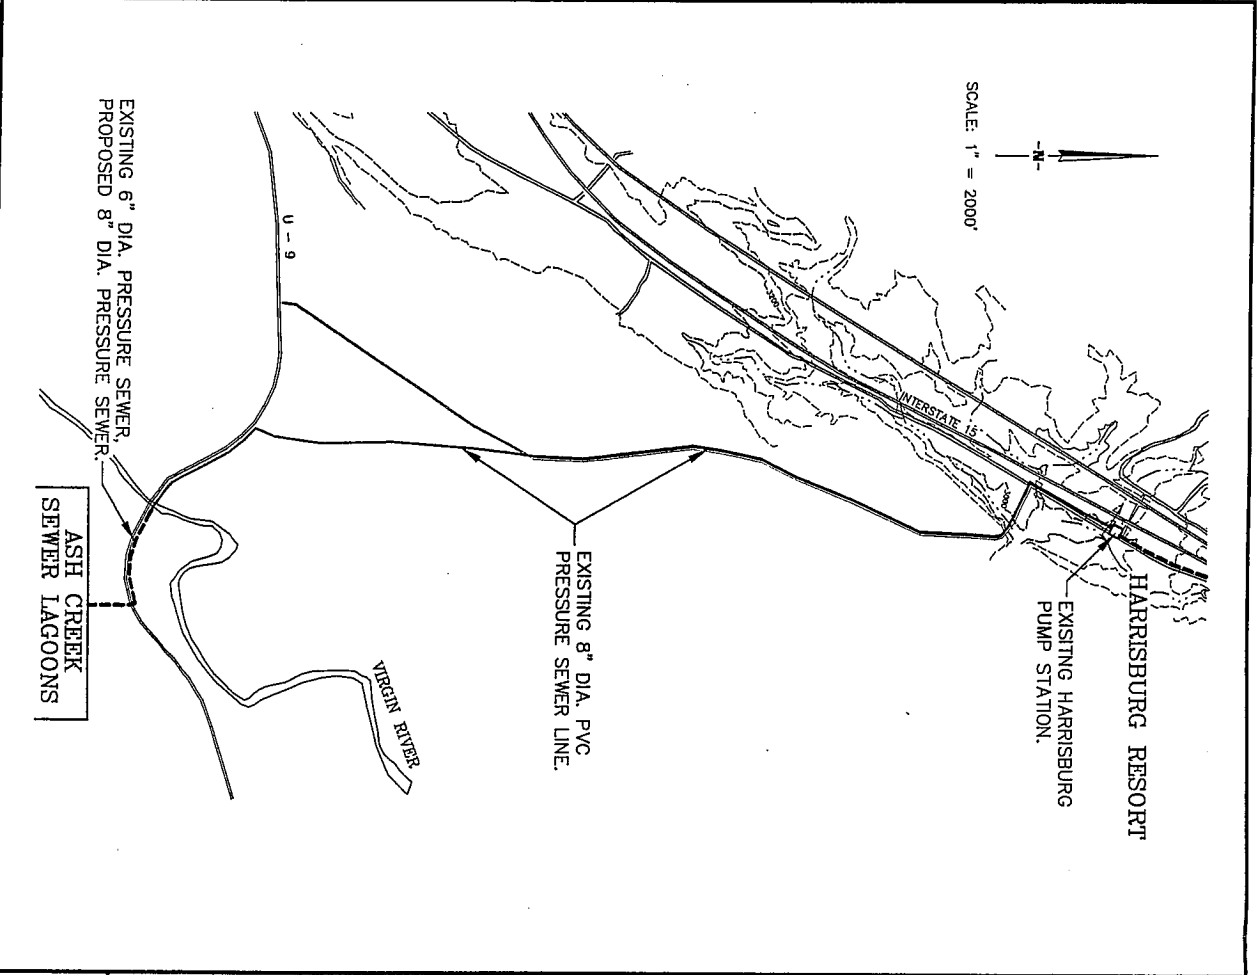 HARRISBURG RESORT
EXISITNG HARRISBURG
PUMP STATION.
-N-
SCALE: 1" = 2000'
INTERSTATE 15
EXISTING 8" DIA. PVC
PRESSURE SEWER LINE.
VIRGIN RIVER
U-9
EXISTING 6" DIA. PRESSURE SEWER,
PROPOSED 8" DIA. PRESSURE SEWER.
ASH CREEK
SEWER LAGOONS